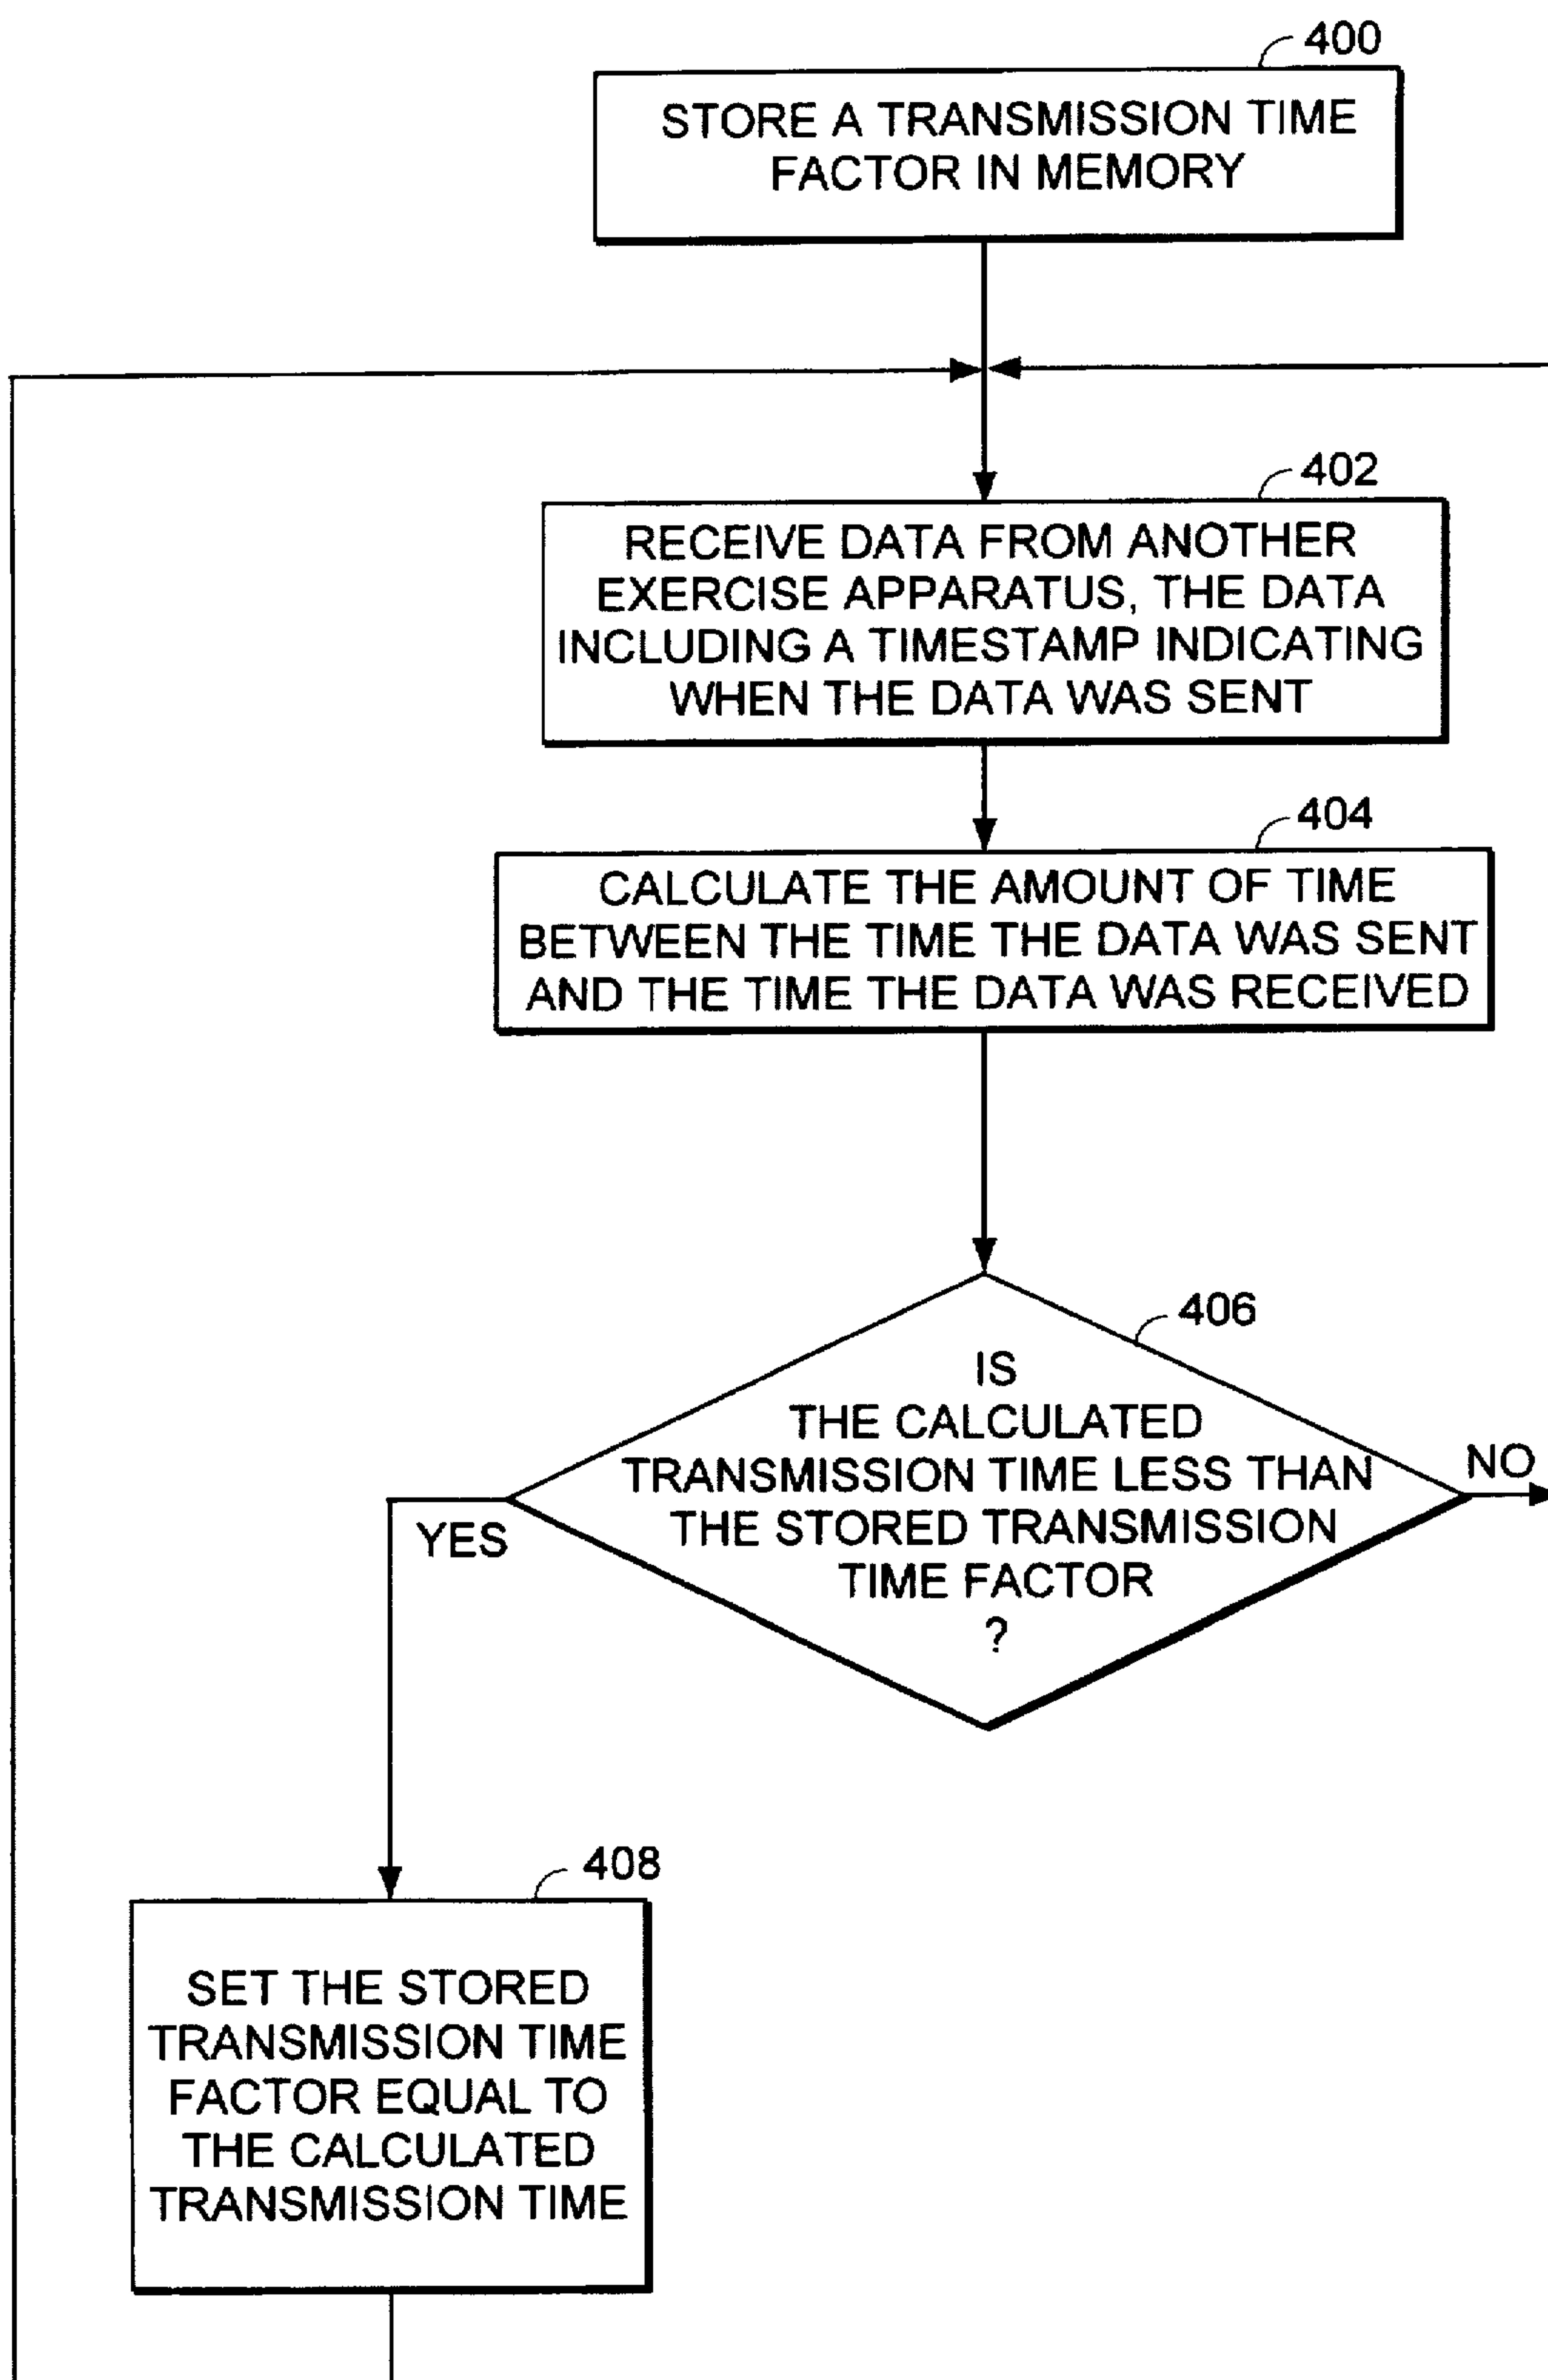 400
STORE A TRANSMISSION TIME
FACTOR IN MEMORY
402
RECEIVE DATA FROM ANOTHER
EXERCISE APPARATUS, THE DATA
INCLUDING A TIMESTAMP INDICATING
WHEN THE DATA WAS SENT
404
CALCULATE THE AMOUNT OF TIME
BETWEEN THE TIME THE DATA WAS SENT
AND THE TIME THE DATA WAS RECEIVED
406
IS
THE CALCULATED
TRANSMISSION TIME LESS THAN
THE STORED TRANSMISSION
TIME FACTOR
?
NO
YES
408
SET THE STORED
TRANSMISSION TIME
FACTOR EQUAL TO
THE CALCULATED
TRANSMISSION TIME